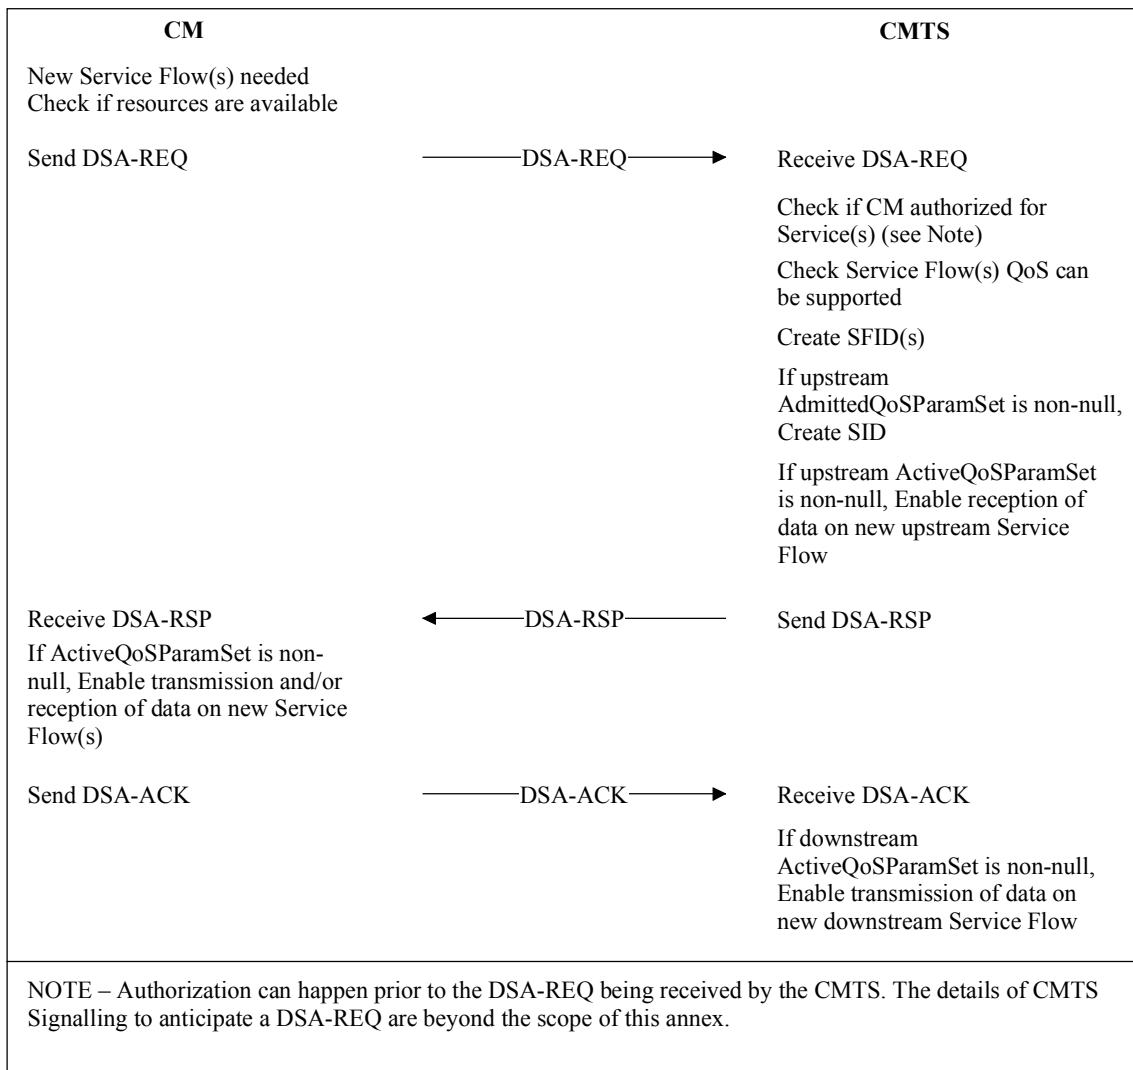 CM CMTS
New Service Flow(s) needed
Check if resources are available
Send DSA-REQ DSA-REQ Receive DSA-REQ
Check if CM authorized for
Service(s) (see Note)
Check Service Flow(s) QoS can
be supported
Create SFID(s)
If upstream
AdmittedQoSParamSet is non-null,
Create SID
If upstream ActiveQoSParamSet
is non-null, Enable reception of
data on new upstream Service
Flow
Receive DSA-RSP DSA-RSP Send DSA-RSP
If ActiveQoSParamSet is non-
null, Enable transmission and/or
reception of data on new Service
Flow(s)
Send DSA-ACK DSA-ACK Receive DSA-ACK
If downstream
ActiveQoSParamSet is non-null,
Enable transmission of data on
new downstream Service Flow
NOTE – Authorization can happen prior to the DSA-REQ being received by the CMTS. The details of CMTS
Signalling to anticipate a DSA-REQ are beyond the scope of this annex.